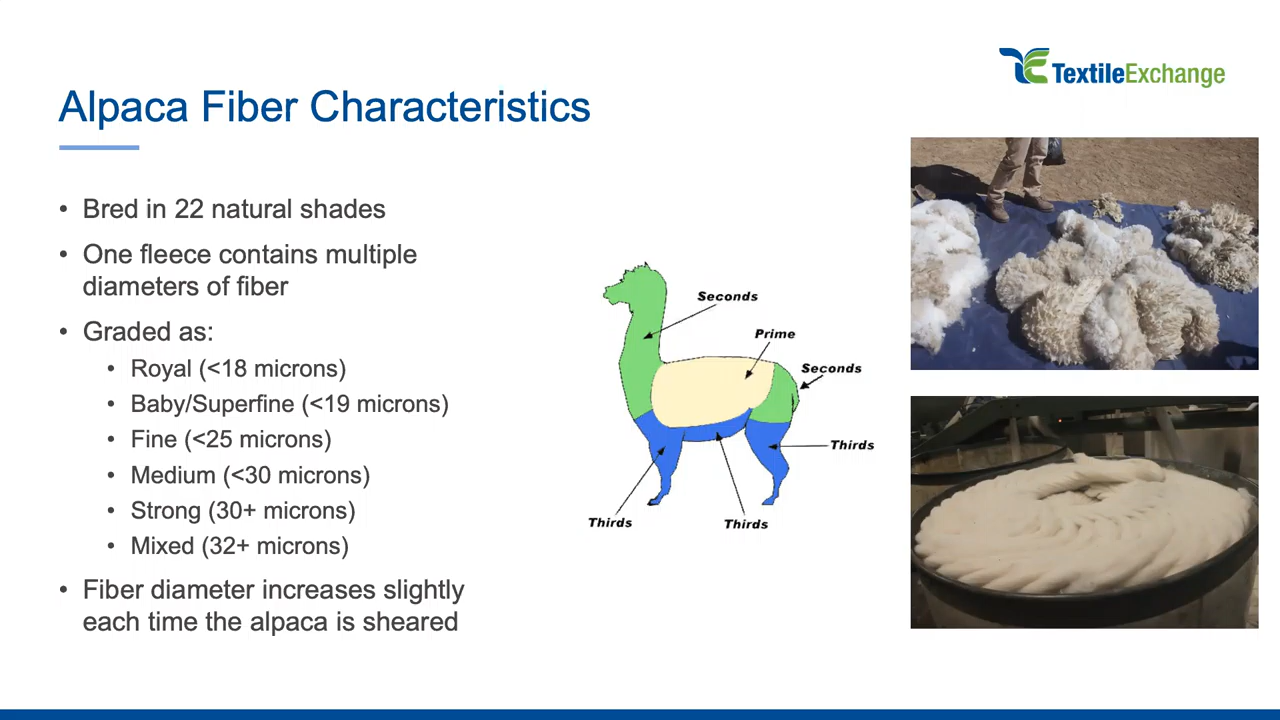 TextileExchange
Alpaca Fiber Characteristics
• Bred in 22 natural shades
• One fleece contains multiple
diameters of fiber
• Graded as:
• Royal (<18 microns)
• Baby/Superfine (<19 microns)
• Fine (<25 microns)
• Medium (<30 microns)
• Strong (30+ microns)
• Mixed (32+ microns)
• Fiber diameter increases slightly
each time the alpaca is sheared
Seconds
Prime
Seconds
Thirds
Thirds
Thirds